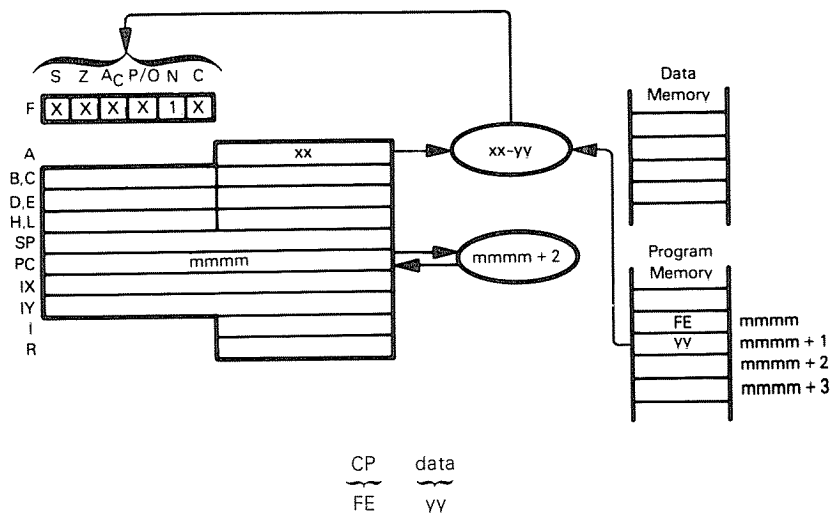 S Z AC P/O N C
F X X X X 1 X
Data
Memory
A xx
xx-yy
B,C
D,E
H,L
SP
PC mmmm
mmmm + 2
IX
IY
I
R
Program
Memory
FE mmmm
yy mmmm + 1
mmmm + 2
mmmm + 3
CP data
FE yy